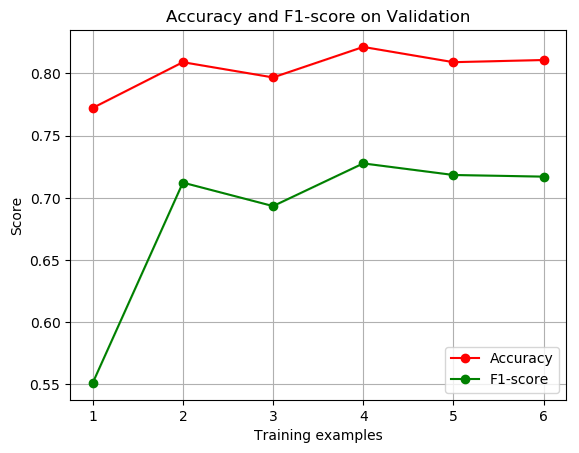 Accuracy and F1-score on Validation
Score
0.80
0.75
0.70
0.65
0.60
0.55
1 2 3 4 5 6
Training examples
Accuracy
F1-score